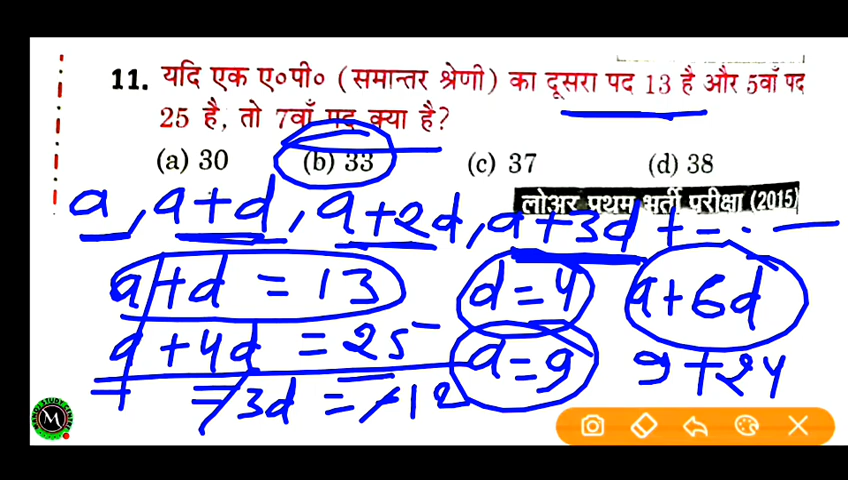 11. यदि एक ए०पी० (समान्तर श्रेणी) का दूसरा पद 13 है और 5वाँ पद
25 है, तो 7वाँ पद क्या है?
(a) 30 (b) 33 (c) 37 (d) 38
लोअर प्रथम भर्ती परीक्षा (2015)
a, a+d, a+2d, a+3d + - . . —
a+d = 13 d=4 a+6d
a+4d = 25 a=9 9+24
- - -
-3d = -12
M